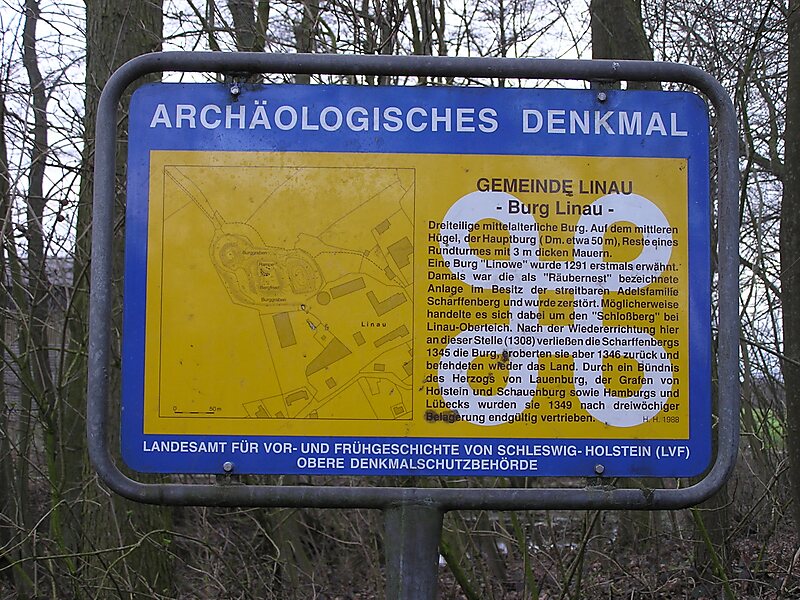 ARCHÄOLOGISCHES DENKMAL
Burggraben
Rampe
Bergfried
Burggraben
Linau
0 50m
GEMEINDE LINAU
- Burg Linau -
Dreiteilige mittelalterliche Burg. Auf dem mittleren
Hügel, der Hauptburg (Dm. etwa 50 m), Reste eines
Rundturmes mit 3 m dicken Mauern.
Eine Burg "Linowe" wurde 1291 erstmals erwähnt.
Damals war die als "Räubernest" bezeichnete
Anlage im Besitz der streitbaren Adelsfamilie
Scharffenberg und wurde zerstört. Möglicherweise
handelte es sich dabei um den "Schloßberg" bei
Linau-Oberteich. Nach der Wiedererrichtung hier
an dieser Stelle (1308) verließen die Scharffenbergs
1345 die Burg, eroberten sie aber 1346 zurück und
befehdeten wieder das Land. Durch ein Bündnis
des Herzogs von Lauenburg, der Grafen von
Holstein und Schauenburg sowie Hamburgs und
Lübecks wurden sie 1349 nach dreiwöchiger
Belagerung endgültig vertrieben.
H. H. 1988
LANDESAMT FÜR VOR- UND FRÜHGESCHICHTE VON SCHLESWIG- HOLSTEIN (LVF)
OBERE DENKMALSCHUTZBEHÖRDE